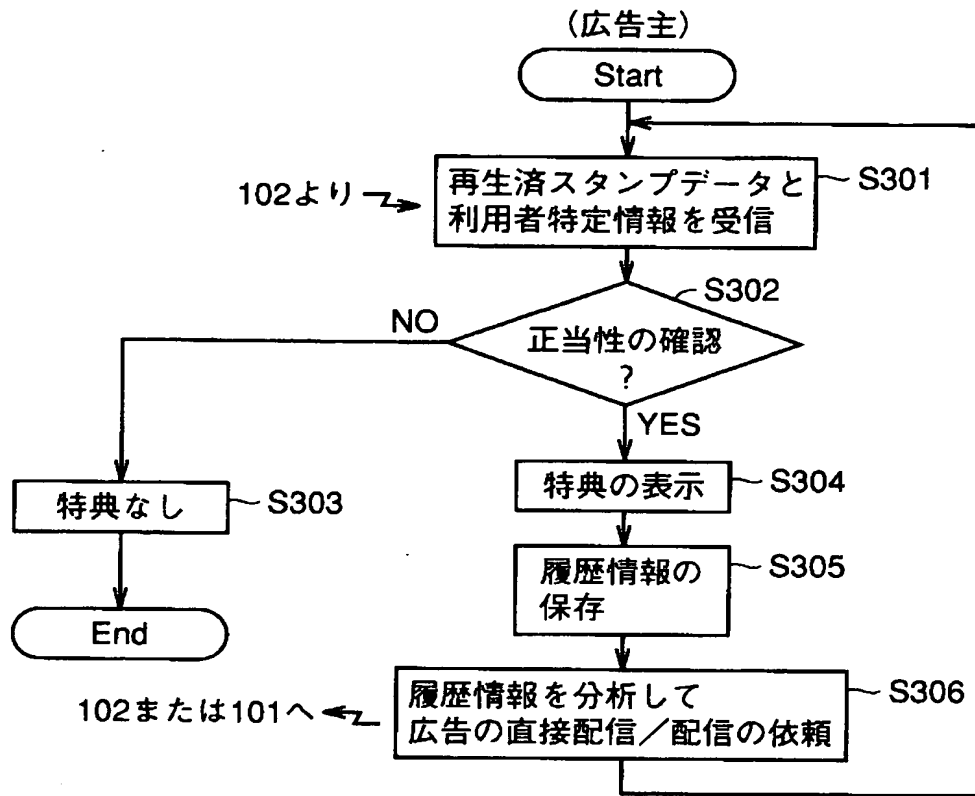 (広告主)
Start
102より
再生済スタンプデータと
利用者特定情報を受信
S301
S302
正当性の確認
?
NO
YES
特典なし
S303
End
特典の表示
S304
履歴情報の
保存
S305
履歴情報を分析して
広告の直接配信/配信の依頼
S306
102または101へ